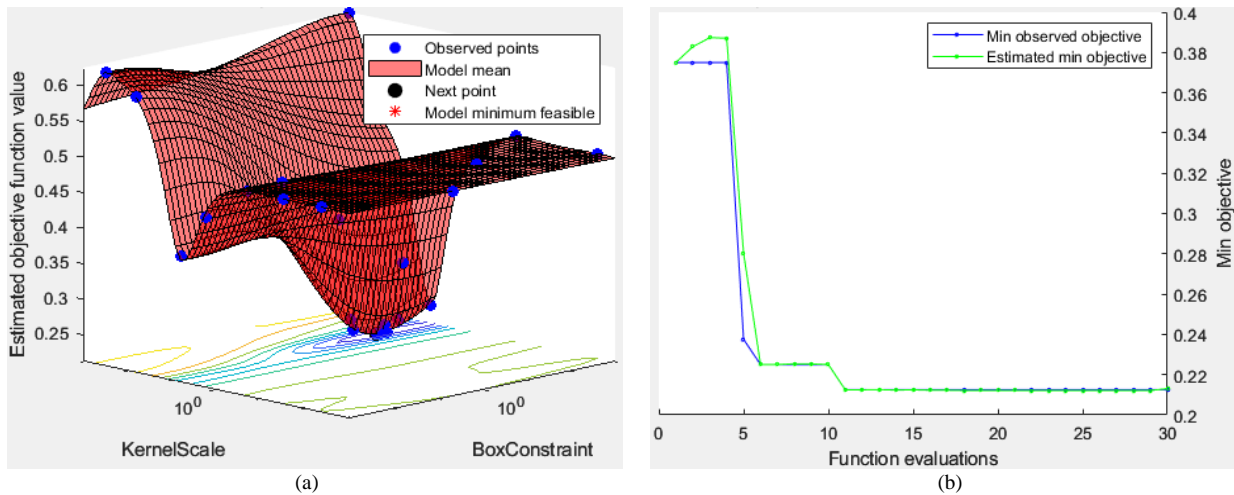 Observed points
Model mean
Next point
Model minimum feasible
Estimated objective function value
0.6
0.55
0.5
0.45
0.4
0.35
0.3
0.25
10⁰
10⁰
KernelScale
BoxConstraint
(a)
Min observed objective
Estimated min objective
0.4
0.38
0.36
0.34
0.32
0.3
0.28
0.26
0.24
0.22
0.2
Min objective
0
5
10
15
20
25
30
Function evaluations
(b)